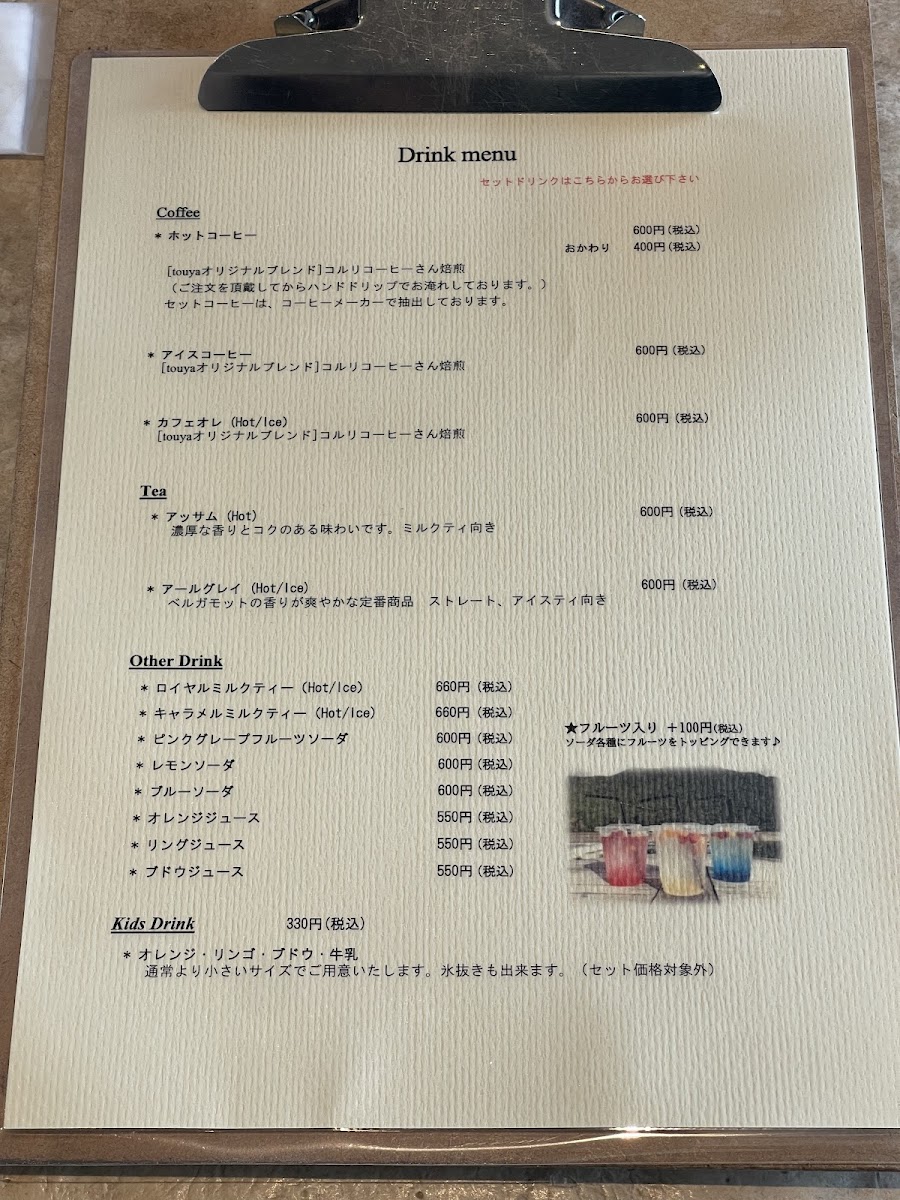 Drink menu
セットドリンクはこちらからお選び下さい
Coffee
* ホットコーヒー 600円(税込)
おかわり 400円(税込)
[touyaオリジナルブレンド]コルリコーヒーさん焙煎
（ご注文を頂戴してからハンドドリップでお淹れしております。）
セットコーヒーは、コーヒーメーカーで抽出しております。
* アイスコーヒー 600円(税込)
[touyaオリジナルブレンド]コルリコーヒーさん焙煎
* カフェオレ (Hot/Ice) 600円(税込)
[touyaオリジナルブレンド]コルリコーヒーさん焙煎
Tea
* アッサム (Hot) 600円(税込)
濃厚な香りとコクのある味わいです。ミルクティ向き
* アールグレイ (Hot/Ice) 600円(税込)
ベルガモットの香りが爽やかな定番商品　ストレート、アイスティ向き
Other Drink
* ロイヤルミルクティー (Hot/Ice) 660円(税込)
* キャラメルミルクティー (Hot/Ice) 660円(税込)
* ピンクグレープフルーツソーダ 600円(税込)
★フルーツ入り ＋100円(税込)
ソーダ各種にフルーツをトッピングできます♪
* レモンソーダ 600円(税込)
* ブルーソーダ 600円(税込)
* オレンジジュース 550円(税込)
* リングジュース 550円(税込)
* ブドウジュース 550円(税込)
Kids Drink 330円(税込)
* オレンジ・リンゴ・ブドウ・牛乳
通常より小さいサイズでご用意いたします。氷抜きも出来ます。（セット価格対象外）